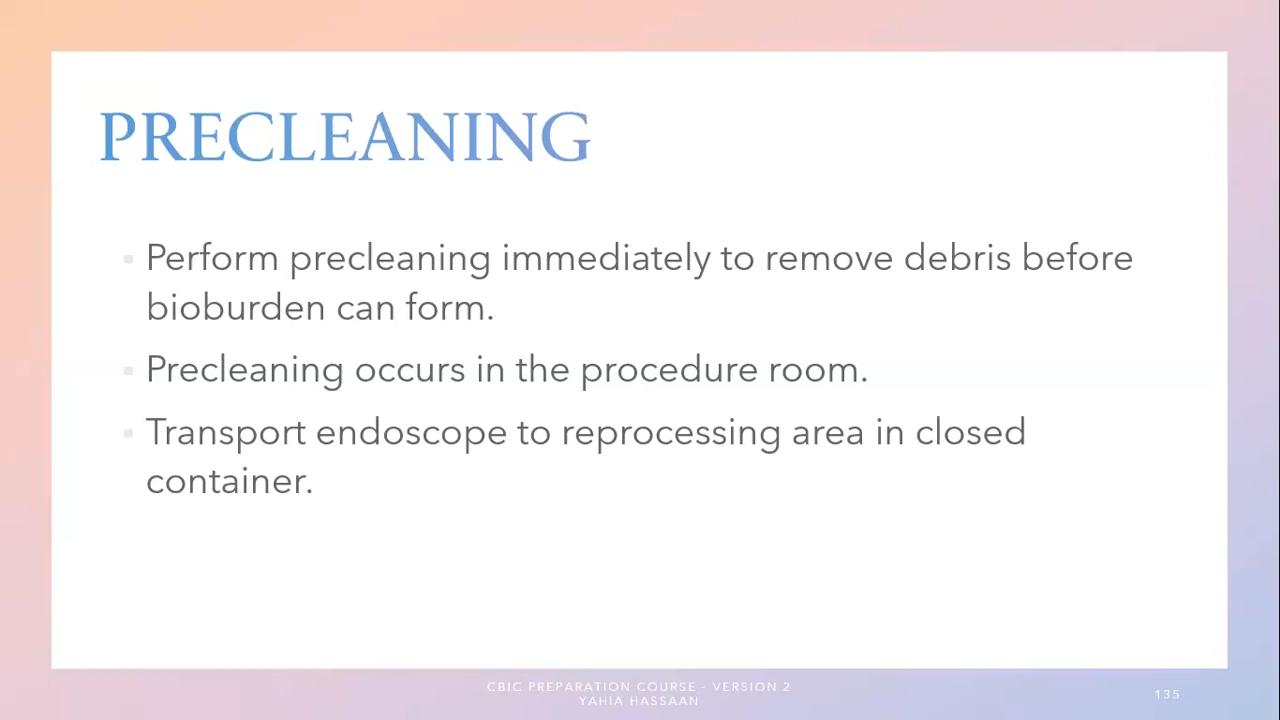 PRECLEANING
Perform precleaning immediately to remove debris before
bioburden can form.
Precleaning occurs in the procedure room.
Transport endoscope to reprocessing area in closed
container.
CBIC PREPARATION COURSE - VERSION 2
YAHIA HASSAAN
135